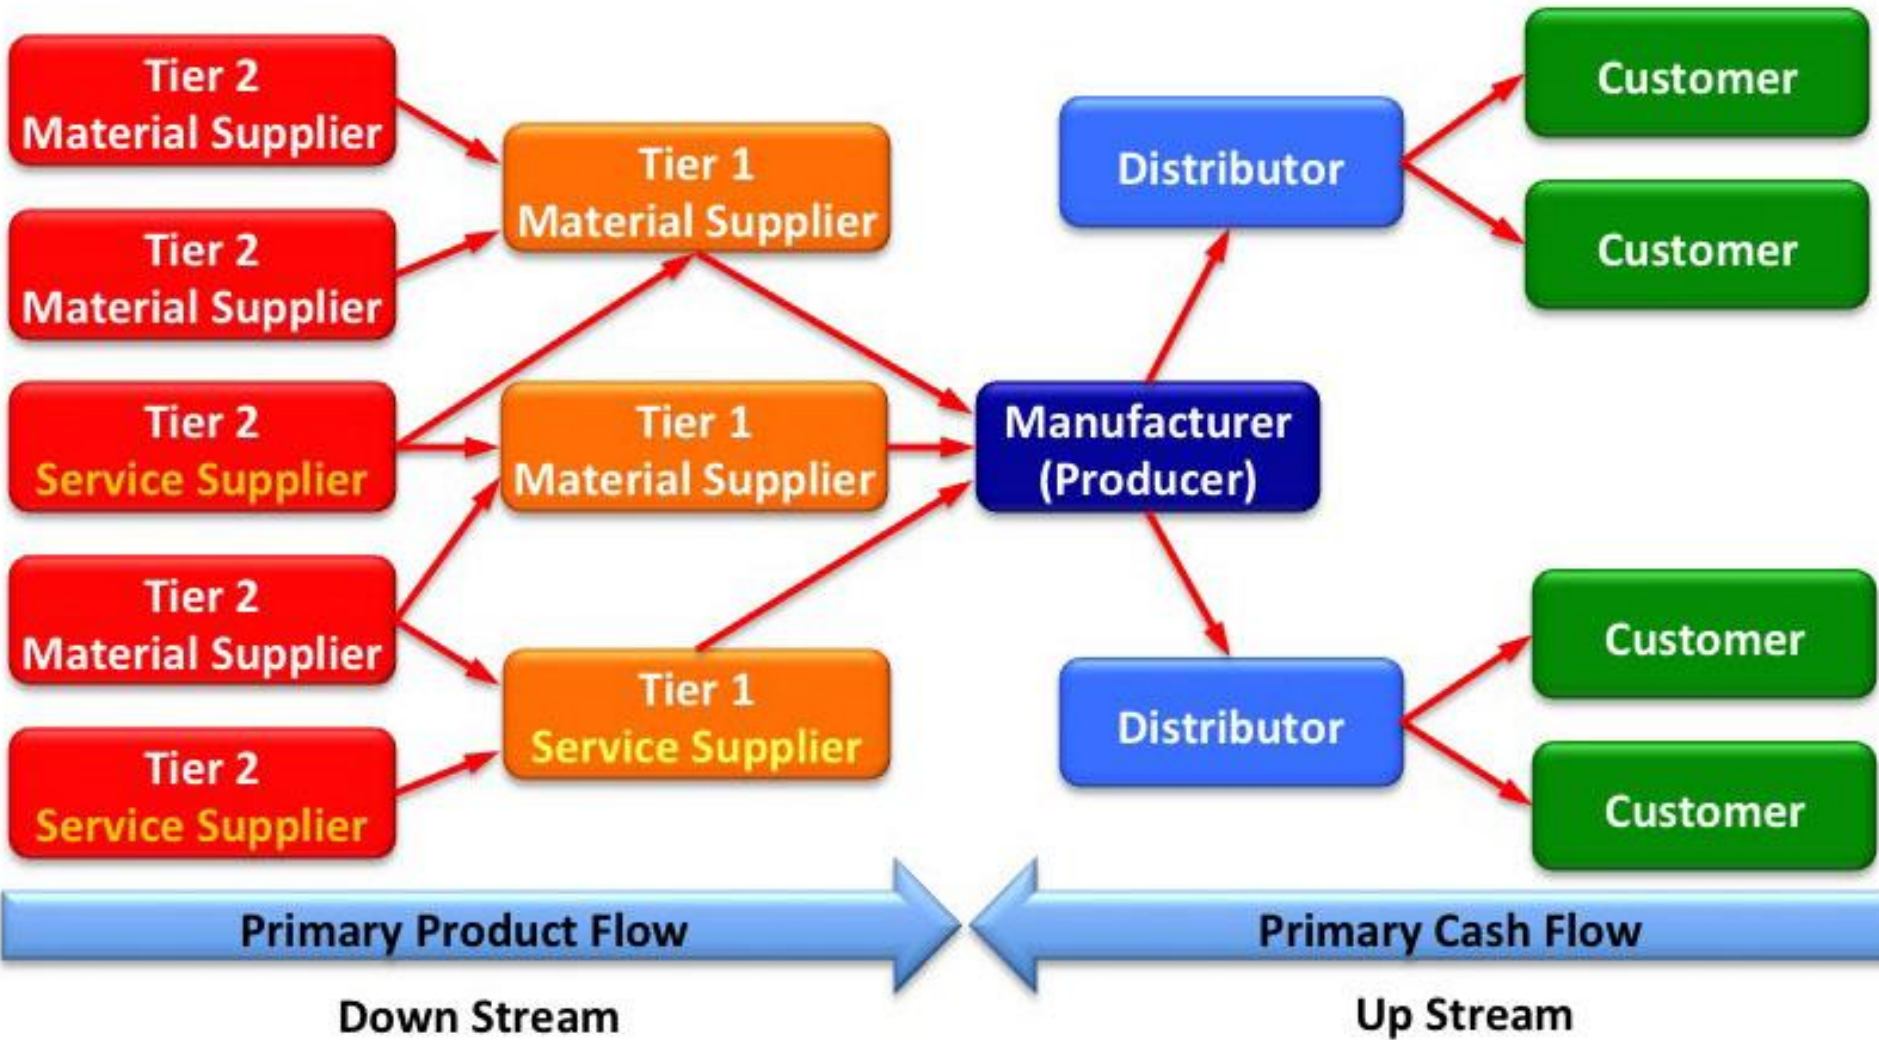 Tier 2
Material Supplier
Tier 2
Material Supplier
Tier 2
Service Supplier
Tier 2
Material Supplier
Tier 2
Service Supplier
Tier 1
Material Supplier
Tier 1
Material Supplier
Tier 1
Service Supplier
Manufacturer
(Producer)
Distributor
Distributor
Customer
Customer
Customer
Customer
Primary Product Flow
Primary Cash Flow
Down Stream
Up Stream